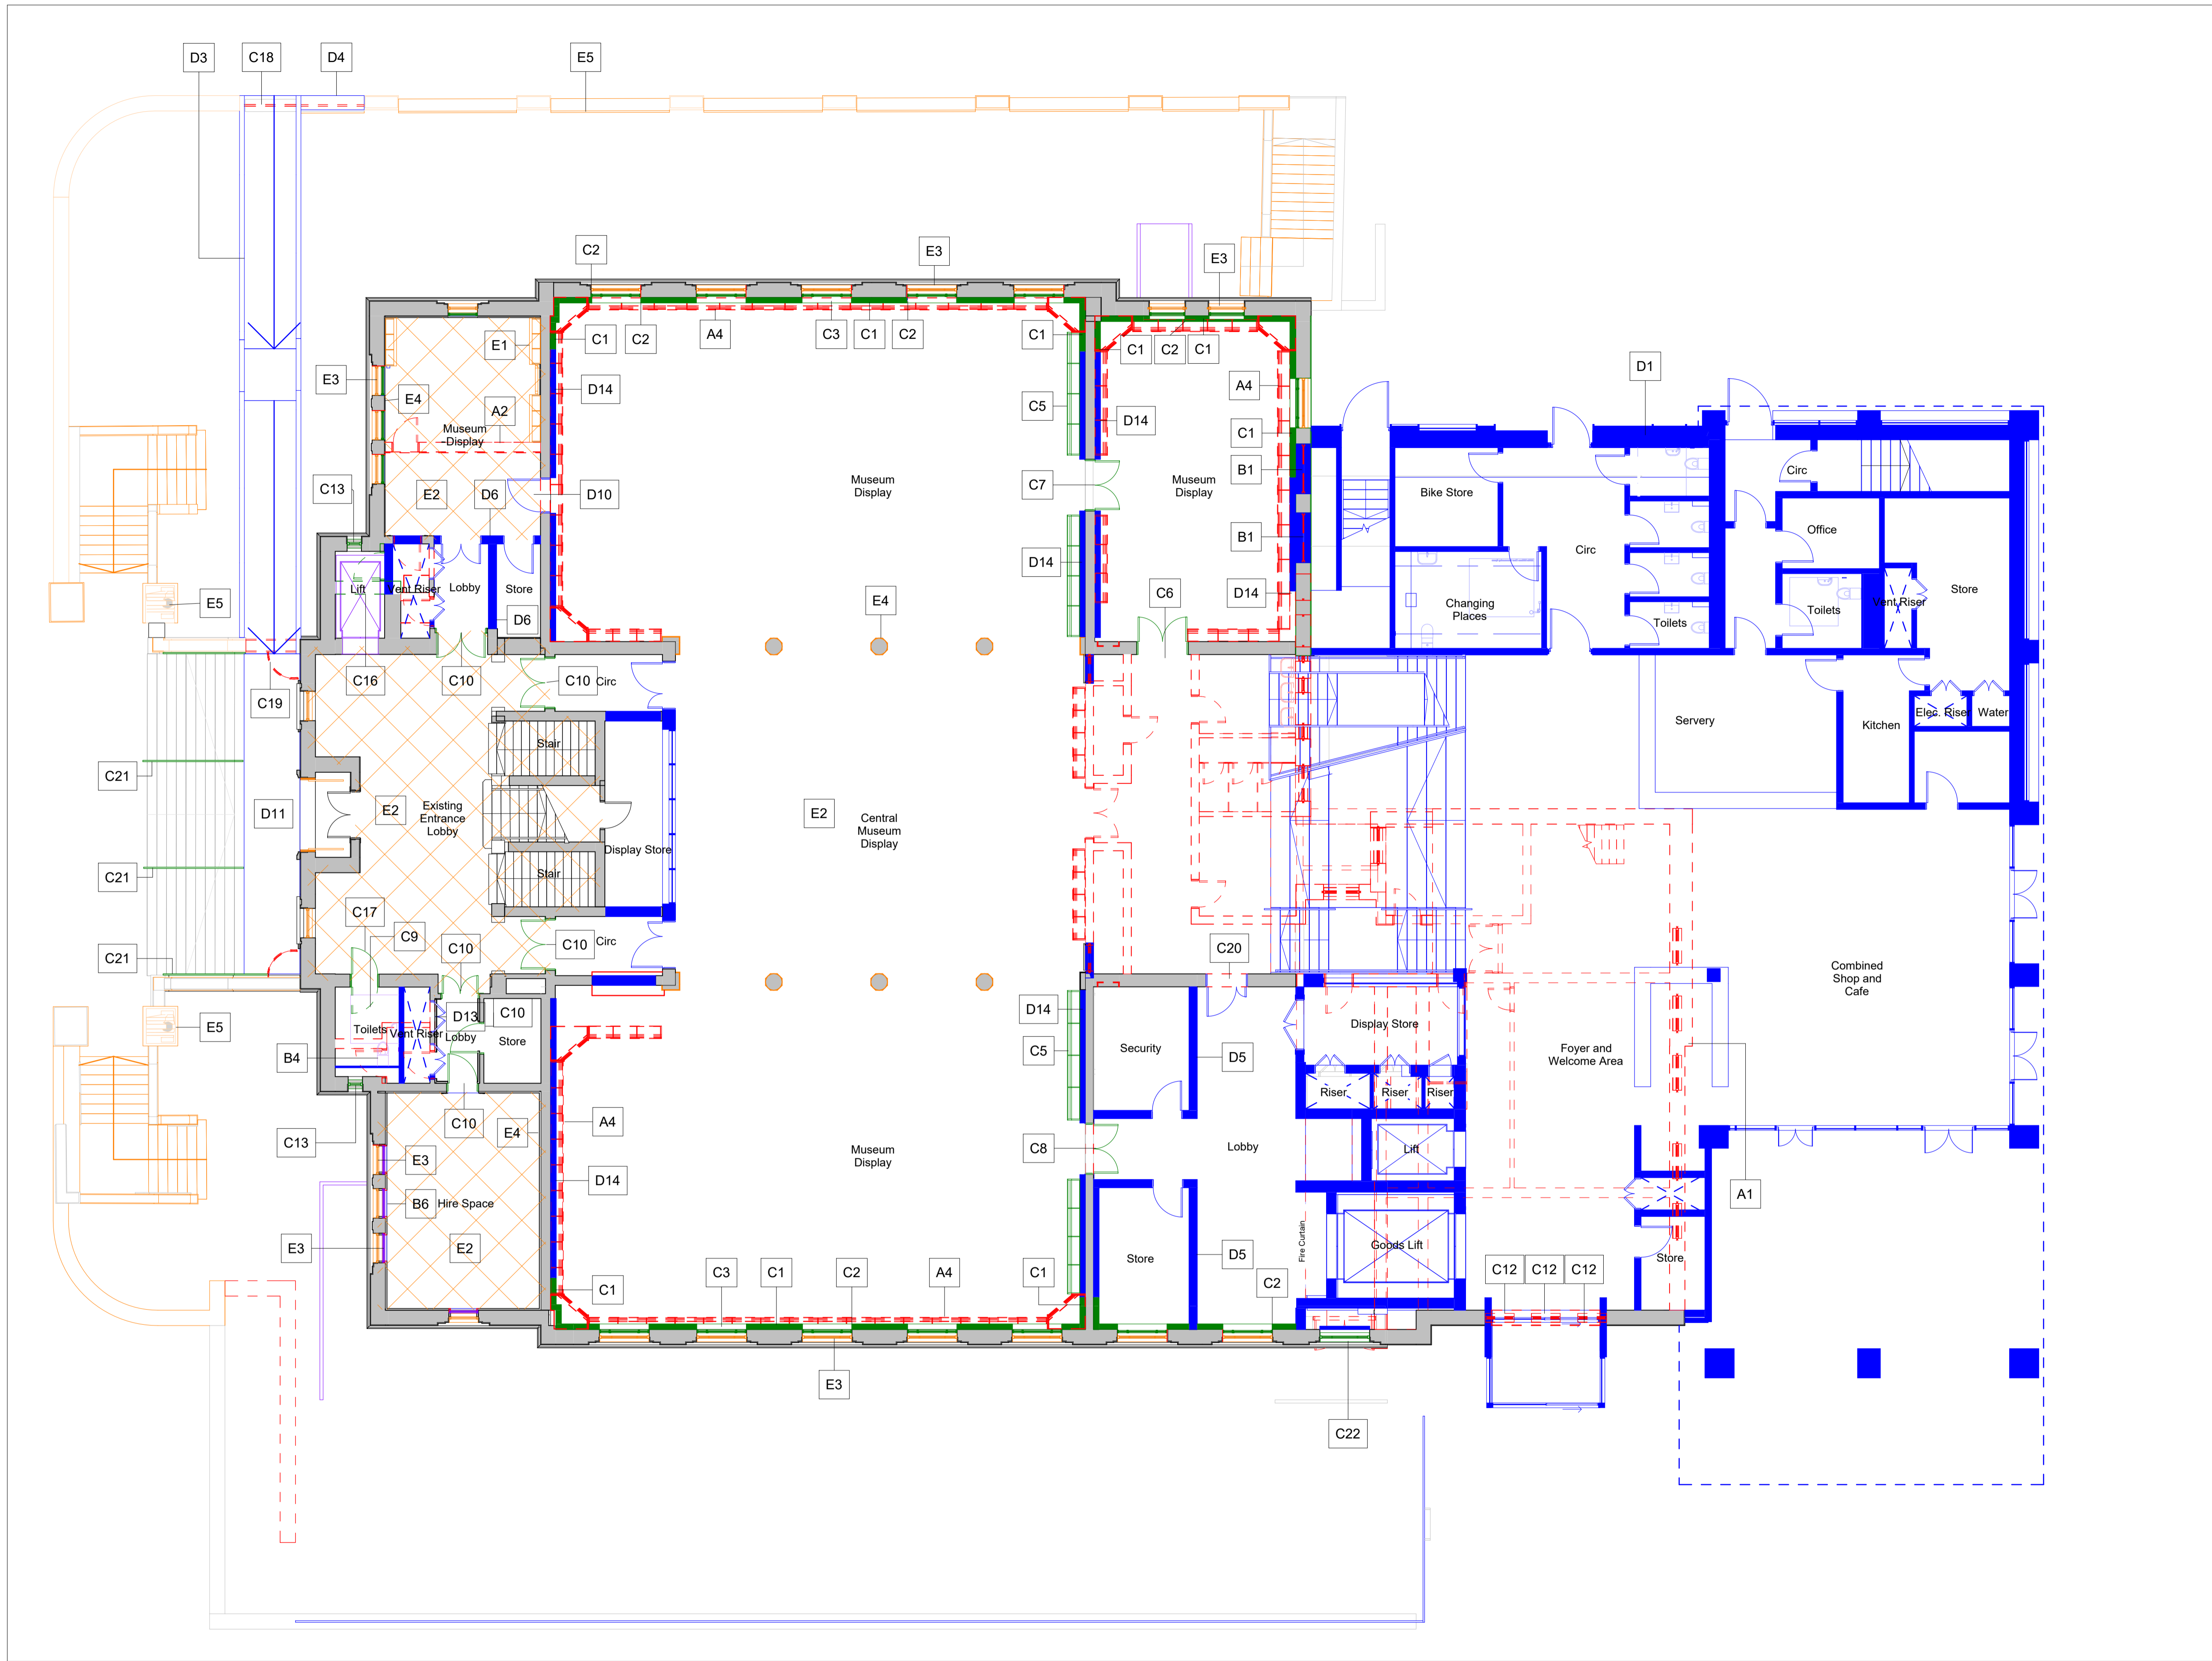 D3
C18
D4
E5
C2
E3
E3
C1
C2
A4
C3
C1
C2
C1
C1
C2
C1
E1
E3
E4
A2
Museum
Display
D14
C5
A4
D1
D14
C1
C13
E2
D6
D10
Museum
Display
C7
Museum
Display
B1
Bike Store
Circ
Office
B1
Circ
D14
Lift
Vent Riser
Lobby
Store
D6
E5
E4
C6
D14
Changing
Places
Toilets
Toilets
Vent Riser
Store
C19
C16
C10
C10
Circ
Servery
Kitchen
Elec. Riser
Water
Stair
C21
D11
E2
Existing
Entrance
Lobby
E2
Central
Museum
Display
Display Store
Stair
C21
C17
C9
C10
C10
Circ
C21
C20
Combined
Shop and
Cafe
E5
Toilets
Vent Riser
D13
Lobby
C10
Store
D14
C5
Security
D5
Display Store
Foyer and
Welcome Area
B4
Riser
Riser
Riser
C13
C10
E4
A4
C8
Lobby
Lift
E3
Museum
Display
D14
B6
Hire Space
A1
E3
E2
Store
D5
Fire Curtain
Goods Lift
Store
C1
C3
C1
C2
A4
C1
C2
C12
C12
C12
E3
C22